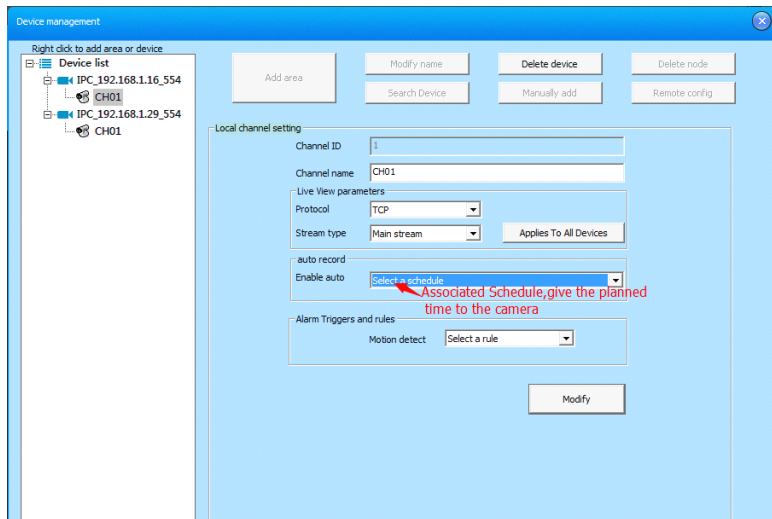 Device management
Right click to add area or device
Device list
IPC_192.168.1.16_554
CH01
IPC_192.168.1.29_554
CH01
Add area
Modify name
Delete device
Delete node
Search Device
Manually add
Remote config
Local channel setting
Channel ID
1
Channel name
CH01
Live View parameters
Protocol
TCP
Stream type
Main stream
Applies To All Devices
auto record
Enable auto
Select a schedule
Associated Schedule,give the planned
time to the camera
Alarm Triggers and rules
Motion detect
Select a rule
Modify